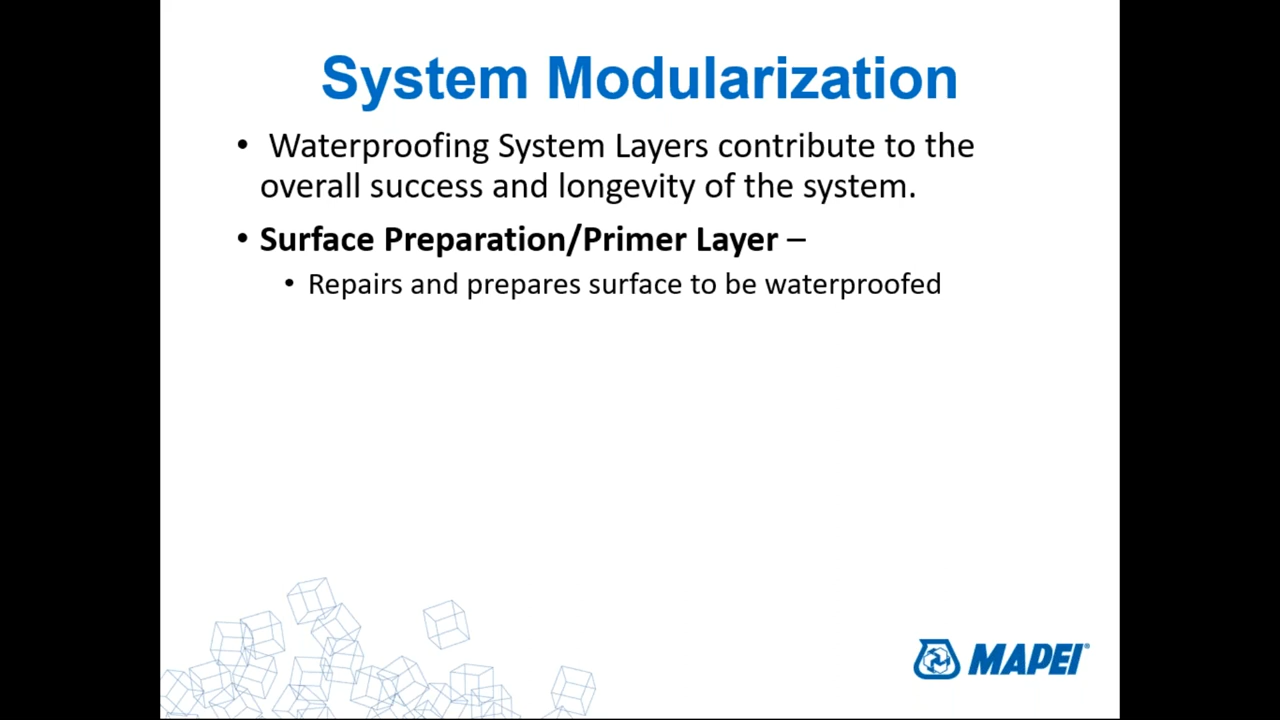 System Modularization
• Waterproofing System Layers contribute to the
overall success and longevity of the system.
• Surface Preparation/Primer Layer –
• Repairs and prepares surface to be waterproofed
MAPEI®